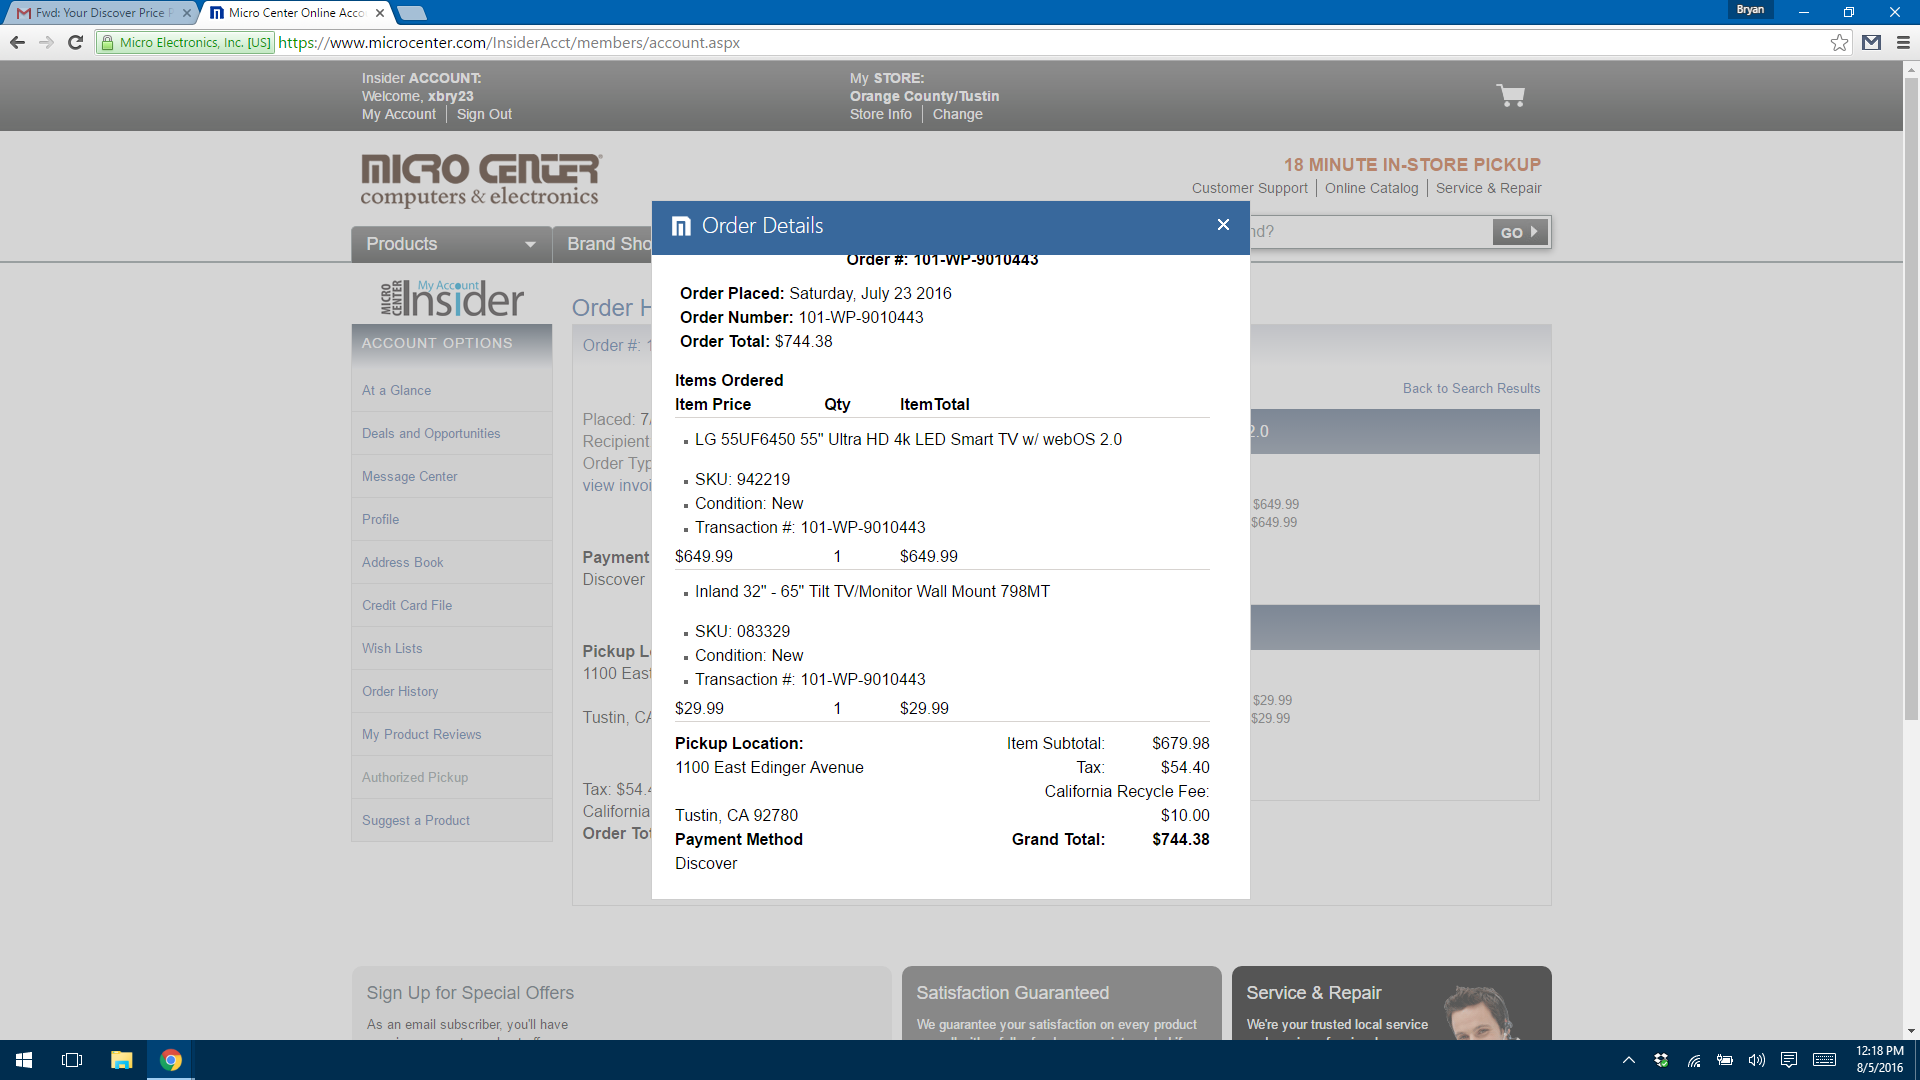 Fwd: Your Discover Price P
Micro Center Online Acco
Bryan
Micro Electronics, Inc. [US]
https://www.microcenter.com/InsiderAcct/members/account.aspx
Insider ACCOUNT:
Welcome, xbry23
My Account | Sign Out
My STORE:
Orange County/Tustin
Store Info | Change
MICRO CENTER
computers & electronics
18 MINUTE IN-STORE PICKUP
Customer Support | Online Catalog | Service & Repair
Products
Brand Sho
nd?
GO
MICRO CENTER
My Account
Insider
ACCOUNT OPTIONS
At a Glance
Deals and Opportunities
Message Center
Profile
Address Book
Credit Card File
Wish Lists
Order History
My Product Reviews
Authorized Pickup
Suggest a Product
Order H
Order #: 1
Back to Search Results
Placed: 7/
Recipient
Order Typ
view invoi
2.0
$649.99
$649.99
Payment
Discover
Pickup L
1100 East
Tustin, CA
$29.99
$29.99
Tax: $54.4
California
Order Tot
Order Details
Order #: 101-WP-9010443
Order Placed: Saturday, July 23 2016
Order Number: 101-WP-9010443
Order Total: $744.38
Items Ordered
Item Price Qty ItemTotal
LG 55UF6450 55" Ultra HD 4k LED Smart TV w/ webOS 2.0
SKU: 942219
Condition: New
Transaction #: 101-WP-9010443
$649.99 1 $649.99
Inland 32" - 65" Tilt TV/Monitor Wall Mount 798MT
SKU: 083329
Condition: New
Transaction #: 101-WP-9010443
$29.99 1 $29.99
Pickup Location: Item Subtotal: $679.98
1100 East Edinger Avenue Tax: $54.40
California Recycle Fee:
Tustin, CA 92780 $10.00
Payment Method Grand Total: $744.38
Discover
Sign Up for Special Offers
As an email subscriber, you'll have
Satisfaction Guaranteed
We guarantee your satisfaction on every product
Service & Repair
We're your trusted local service
12:18 PM
8/5/2016